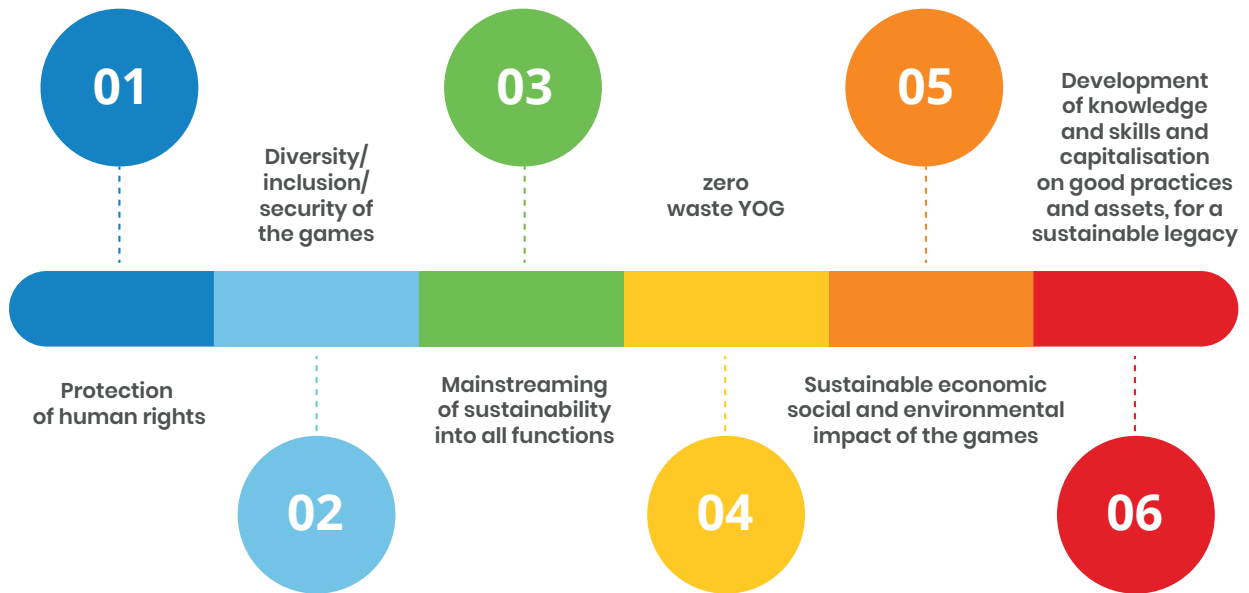 01
Protection
of human rights
02
Diversity/
inclusion/
security of
the games
03
Mainstreaming
of sustainability
into all functions
04
zero
waste YOG
05
Sustainable economic
social and environmental
impact of the games
06
Development
of knowledge
and skills and
capitalisation
on good practices
and assets, for a
sustainable legacy